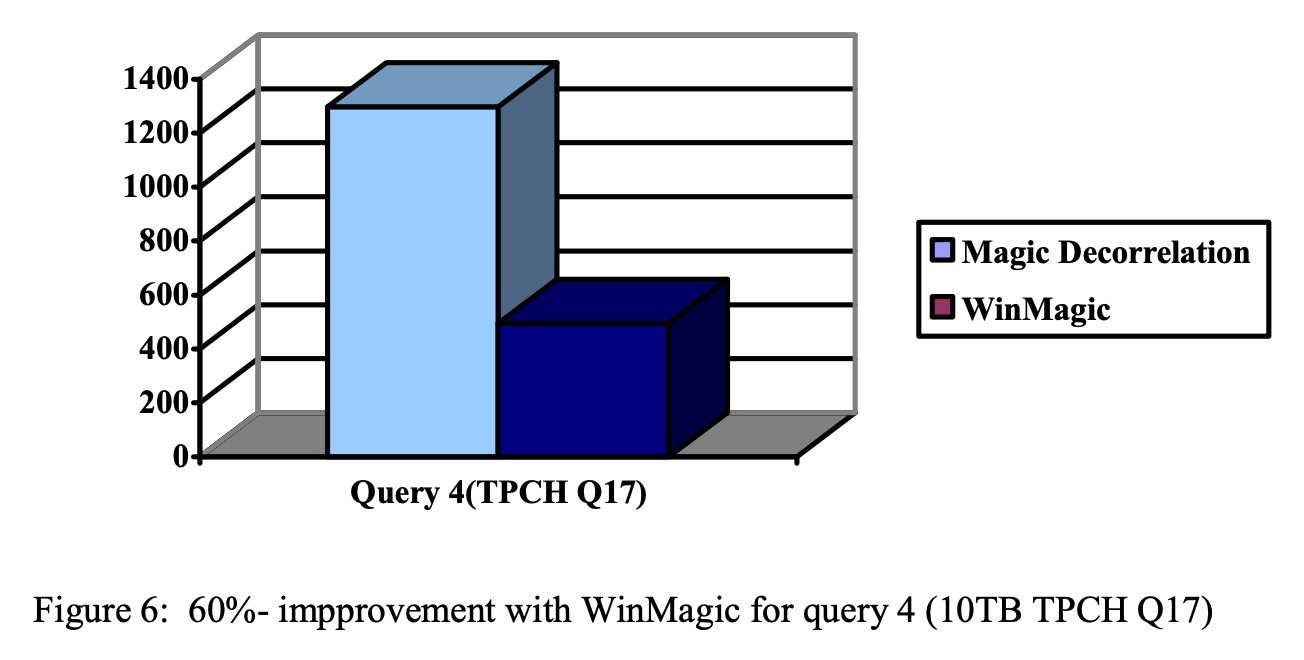 1400
1200
1000
800
600
400
200
0
Query 4(TPCH Q17)
Magic Decorrelation
WinMagic
Figure 6:  60%- impprovement with WinMagic for query 4 (10TB TPCH Q17)